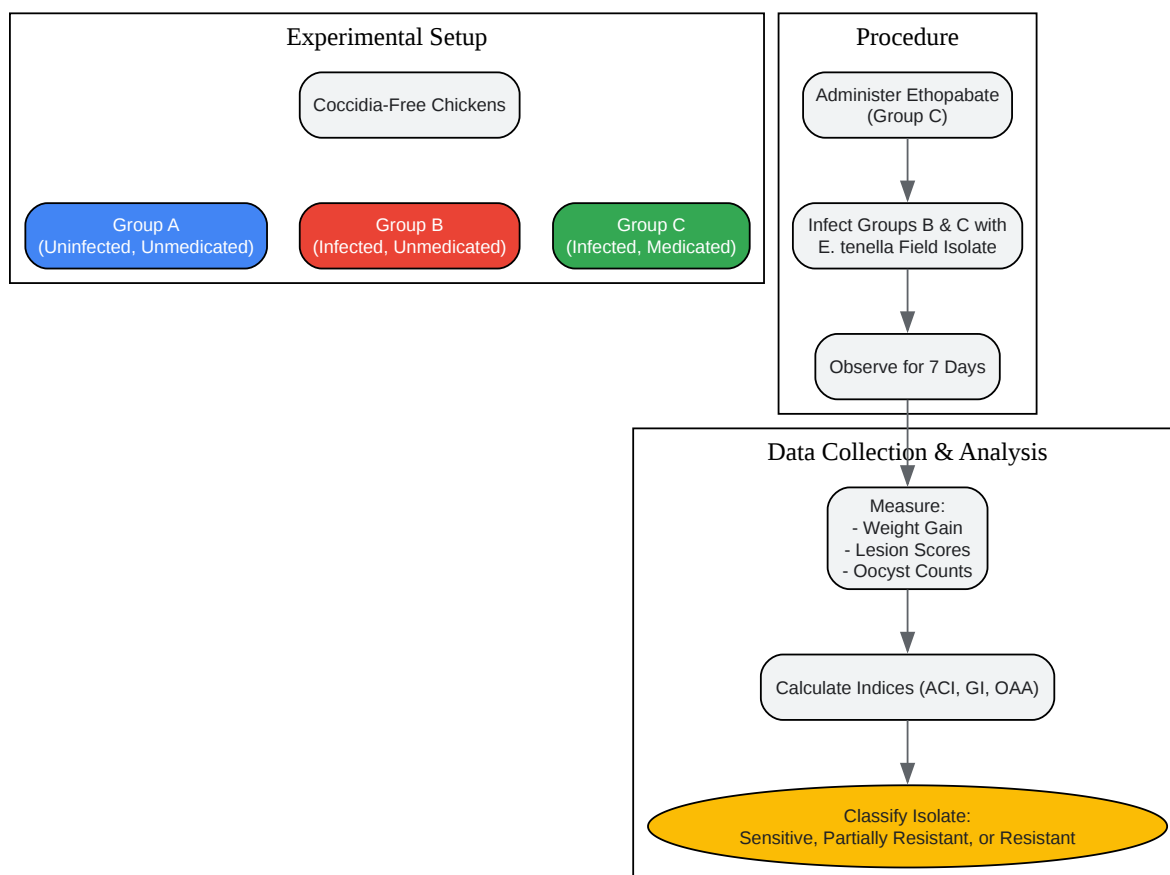 Experimental Setup
Coccidia-Free Chickens
Group A
(Uninfected, Unmedicated)
Group B
(Infected, Unmedicated)
Group C
(Infected, Medicated)
Procedure
Administer Ethopabate
(Group C)
Infect Groups B & C with
E. tenella Field Isolate
Observe for 7 Days
Data Collection & Analysis
Measure:
- Weight Gain
- Lesion Scores
- Oocyst Counts
Calculate Indices (ACI, GI, OAA)
Classify Isolate:
Sensitive, Partially Resistant, or Resistant